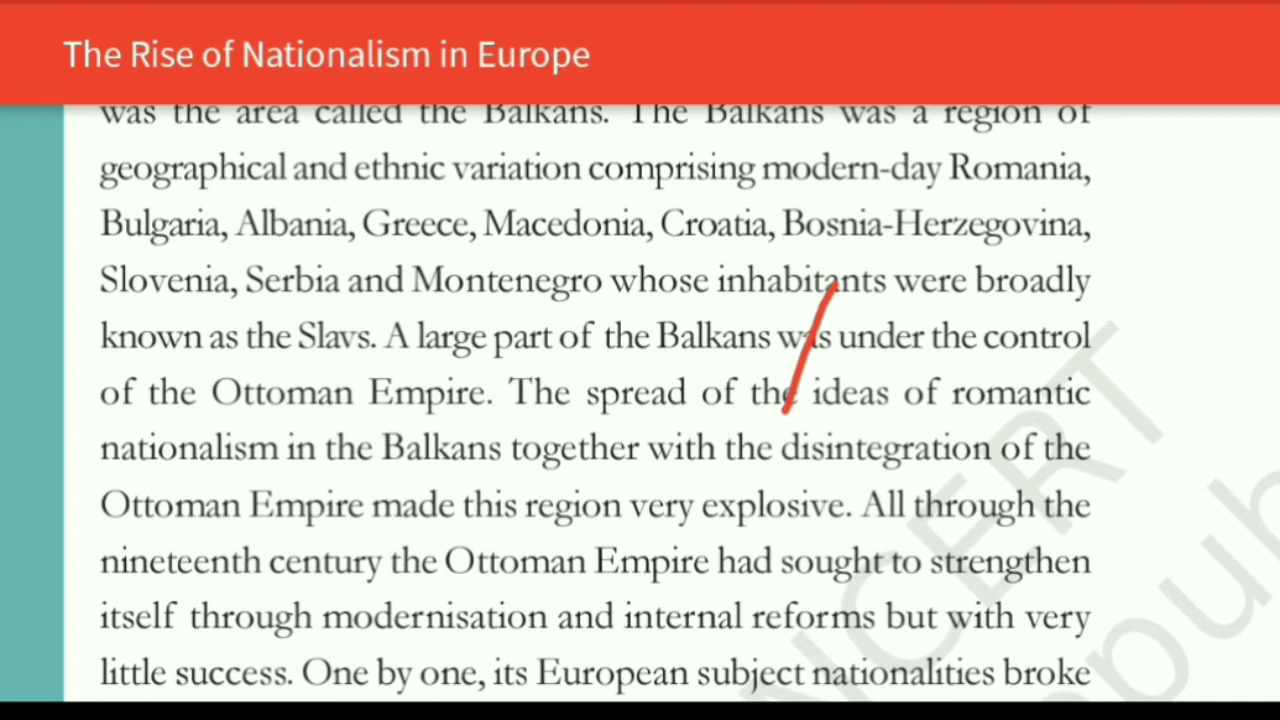 The Rise of Nationalism in Europe
was the area called the Balkans. The Balkans was a region of
geographical and ethnic variation comprising modern-day Romania,
Bulgaria, Albania, Greece, Macedonia, Croatia, Bosnia-Herzegovina,
Slovenia, Serbia and Montenegro whose inhabitants were broadly
known as the Slavs. A large part of the Balkans was under the control
of the Ottoman Empire. The spread of the ideas of romantic
nationalism in the Balkans together with the disintegration of the
Ottoman Empire made this region very explosive. All through the
nineteenth century the Ottoman Empire had sought to strengthen
itself through modernisation and internal reforms but with very
little success. One by one, its European subject nationalities broke
NCERT